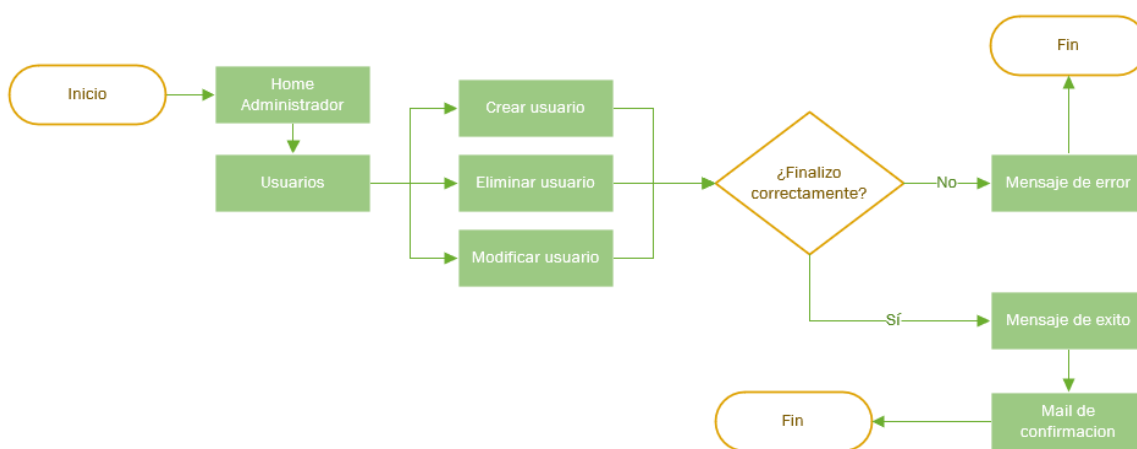 Inicio
Home
Administrador
Usuarios
Crear usuario
Eliminar usuario
Modificar usuario
¿Finalizo
correctamente?
No
Mensaje de error
Fin
Sí
Mensaje de exito
Mail de
confirmacion
Fin